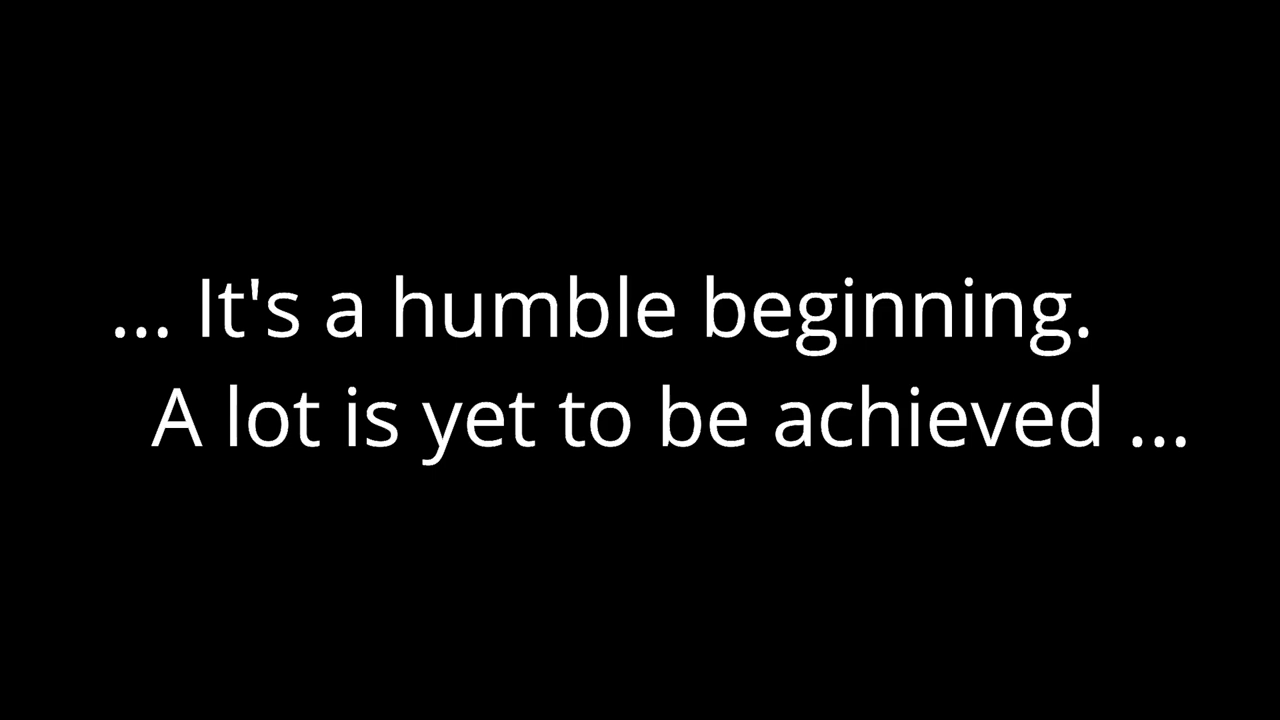 ... It's a humble beginning.
A lot is yet to be achieved ...